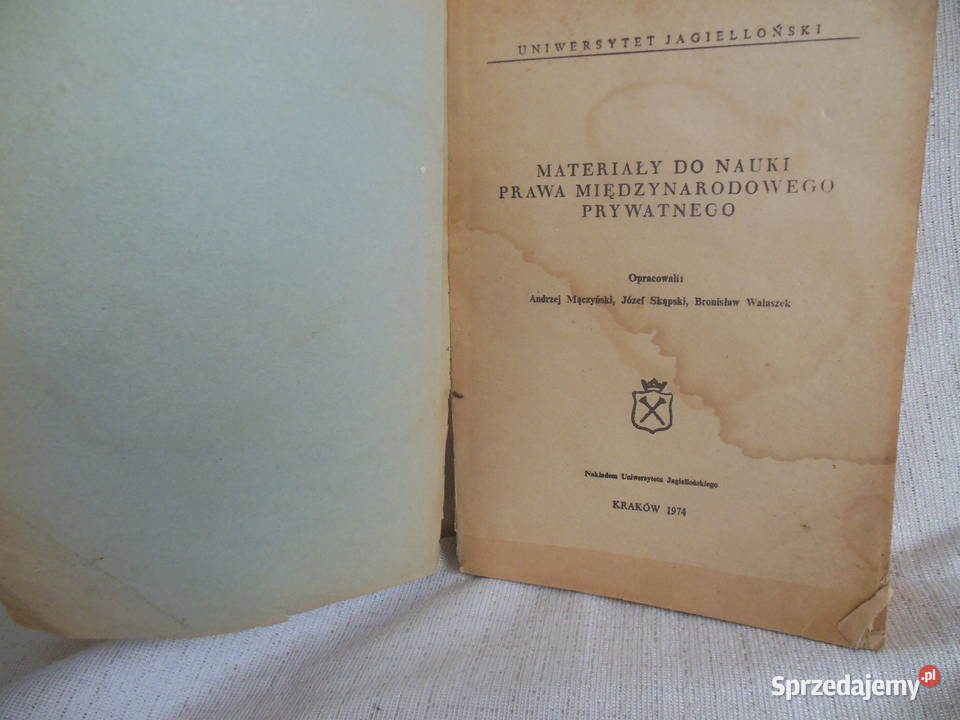 UNIWERSYTET JAGIELLOŃSKI
MATERIAŁY DO NAUKI
PRAWA MIĘDZYNARODOWEGO
PRYWATNEGO
Opracowali:
Andrzej Mączyński, Józef Skąpski, Bronisław Walaszek
Nakładem Uniwersytetu Jagiellońskiego
KRAKÓW 1974
Sprzedajemy.pl